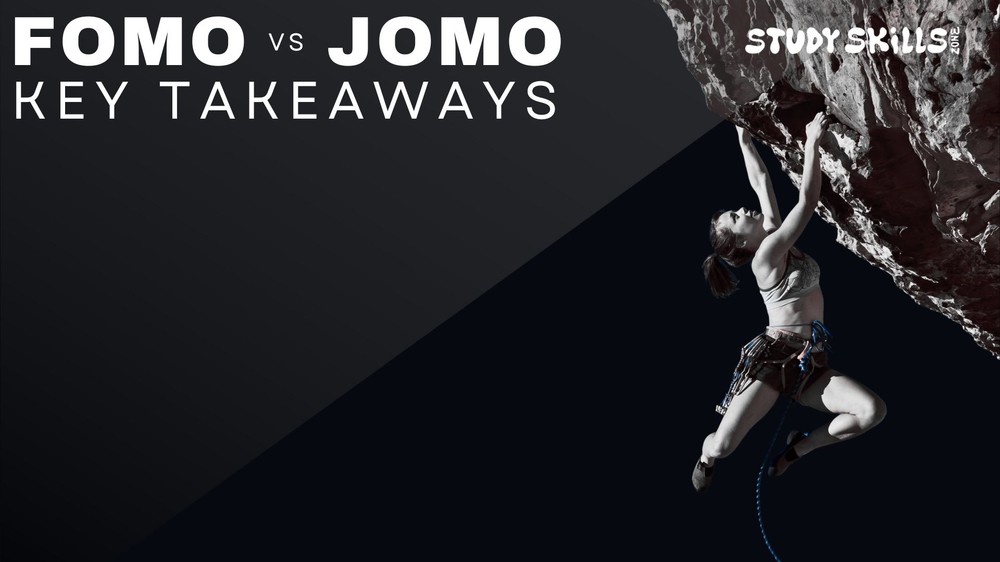 FOMO vs JOMO
KEY TAKEAWAYS
STUDY SKiLLS ZONE